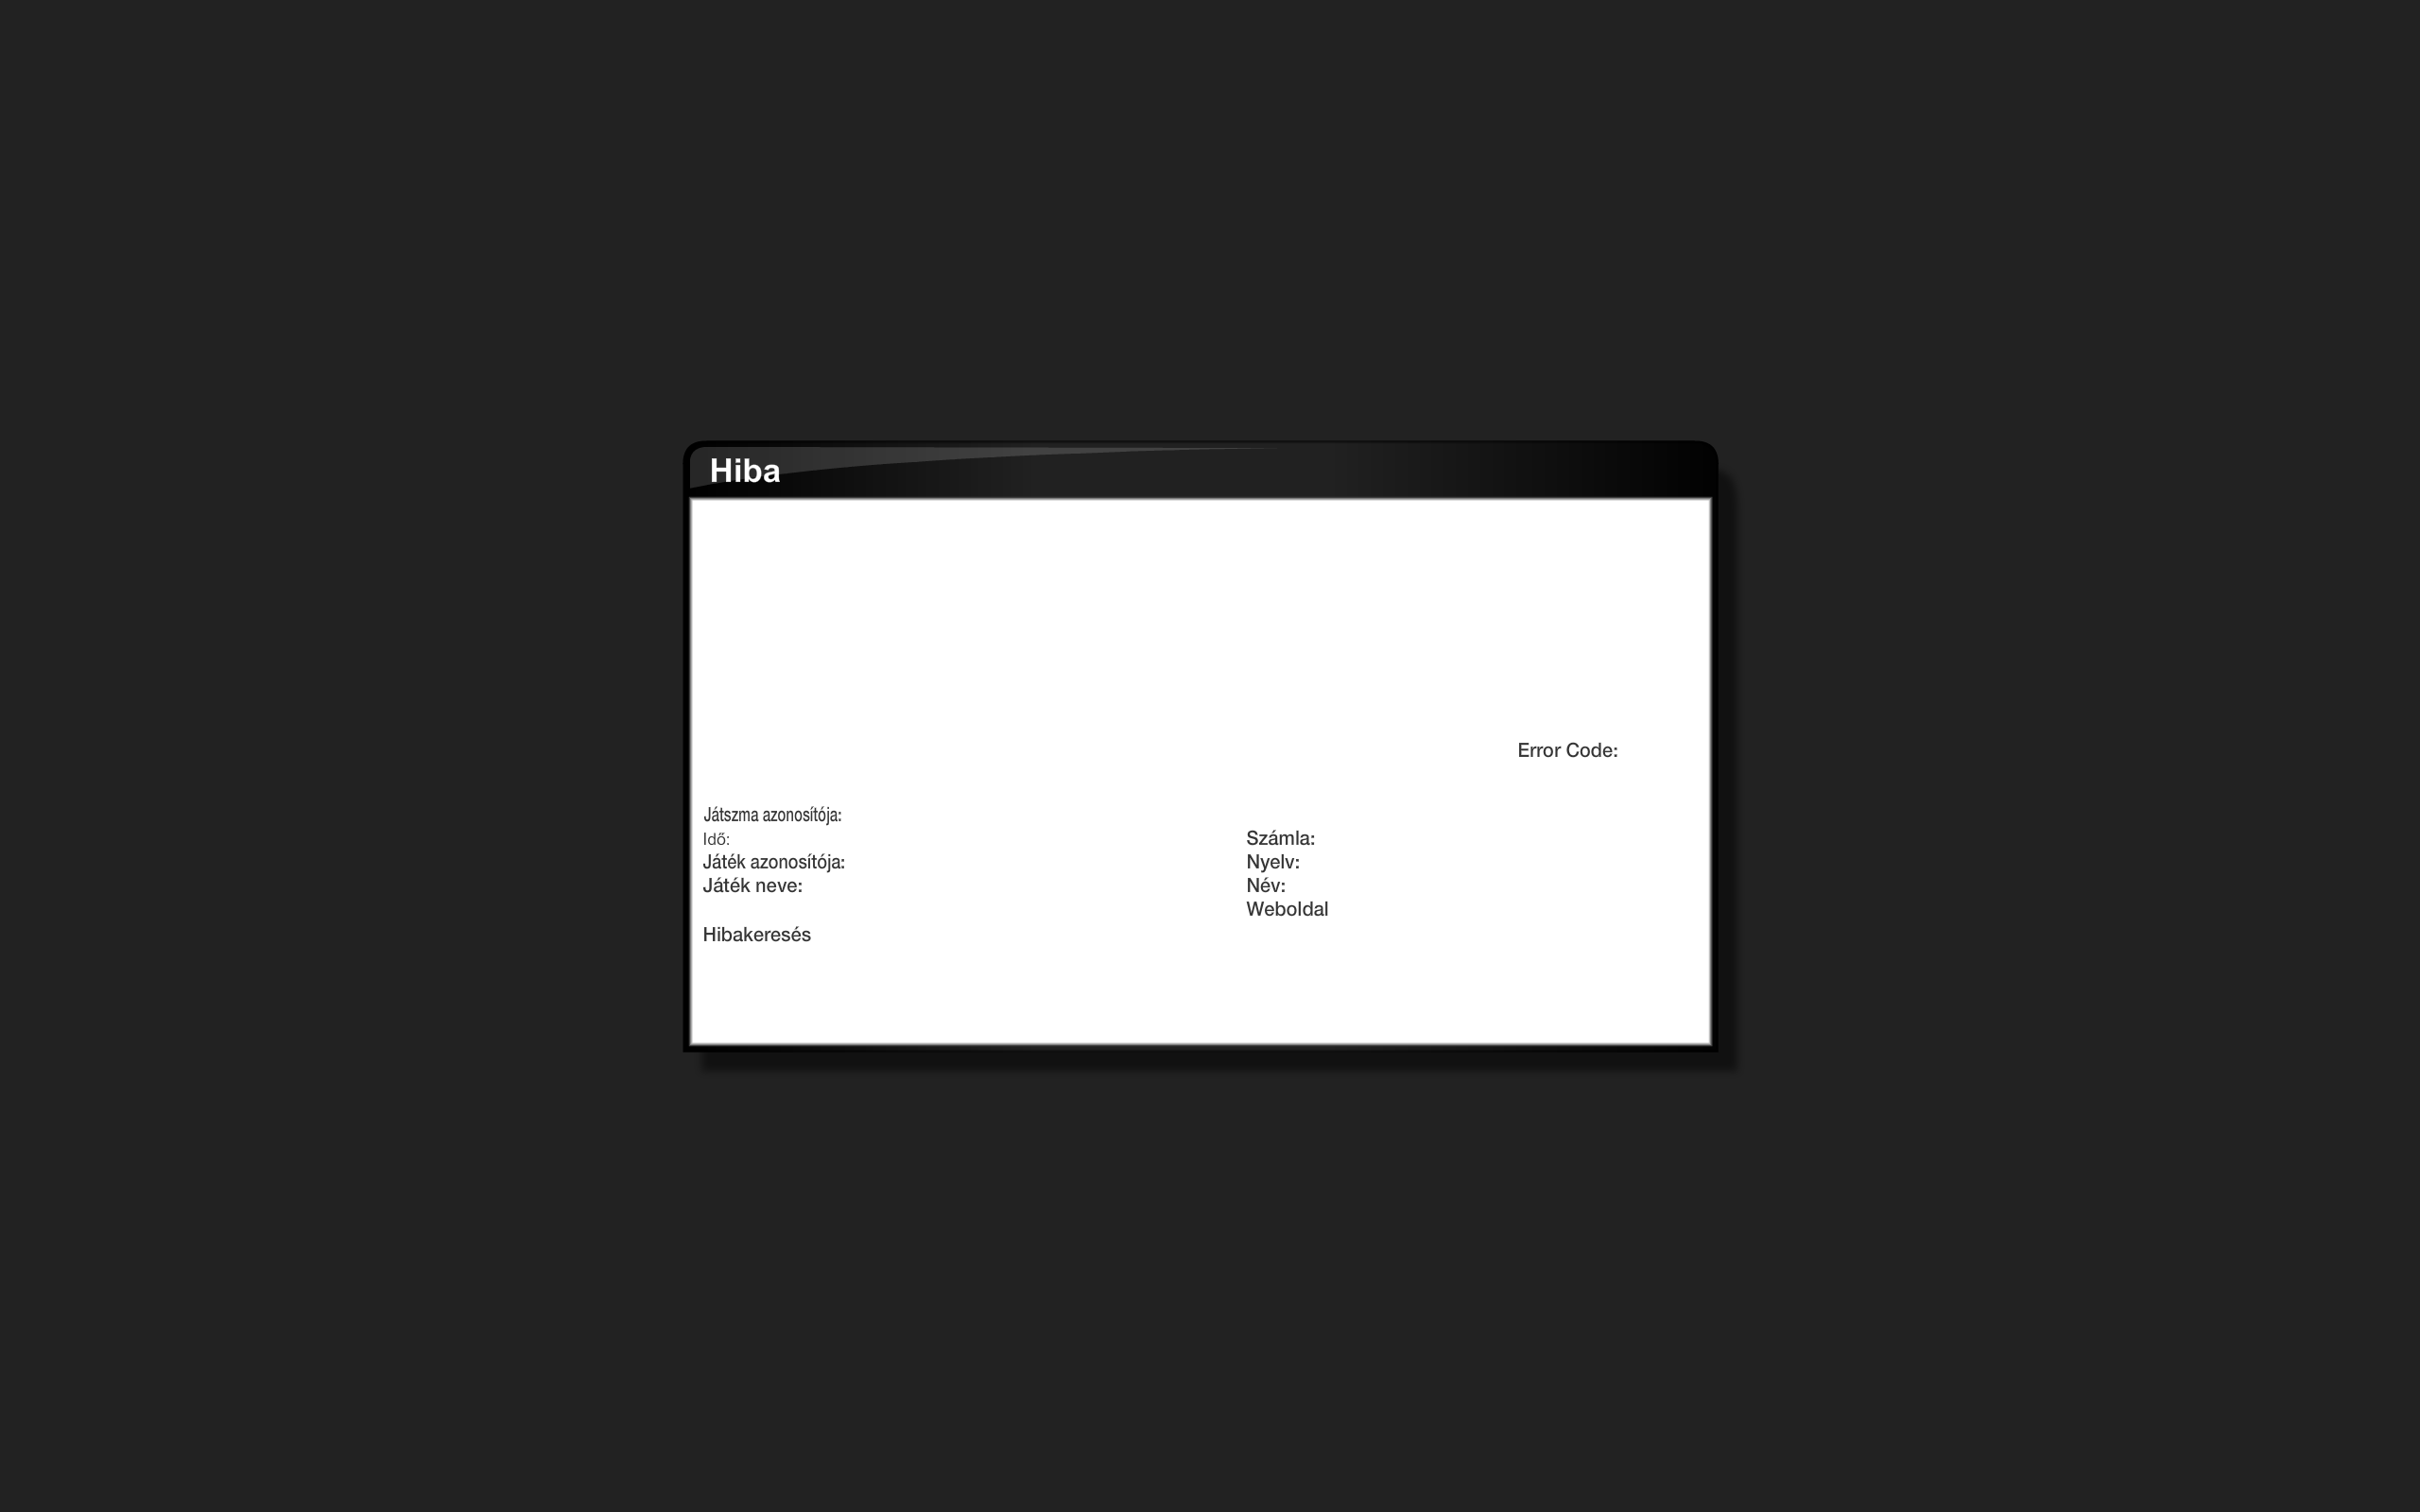 Hiba
Error Code:
Játszma azonosítója:
Idő:
Számla:
Játék azonosítója:
Nyelv:
Játék neve:
Név:
Weboldal
Hibakeresés